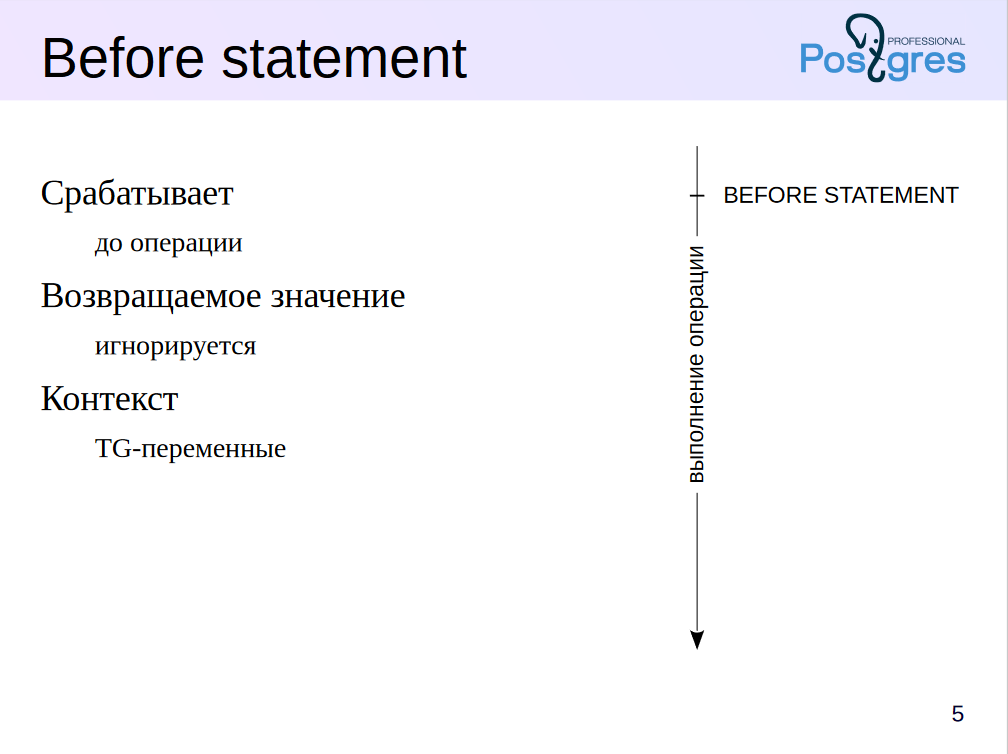 Before statement
PROFESSIONAL
Postgres
Срабатывает
до операции
Возвращаемое значение
игнорируется
Контекст
TG-переменные
BEFORE STATEMENT
выполнение операции
5